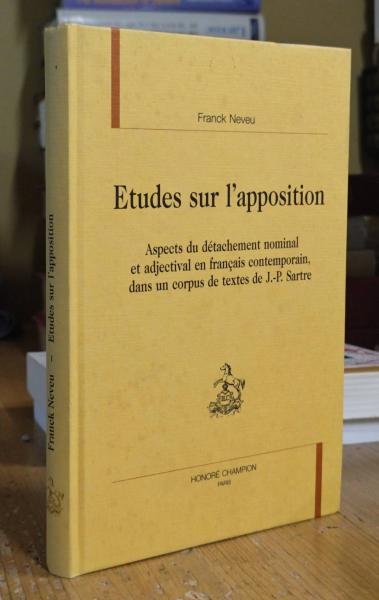 Franck Neveu
Etudes sur l'apposition
Aspects du détachement nominal
et adjectival en français contemporain,
dans un corpus de textes de J.-P. Sartre
HONORÉ CHAMPION
PARIS
Franck Neveu – Etudes sur l'apposition